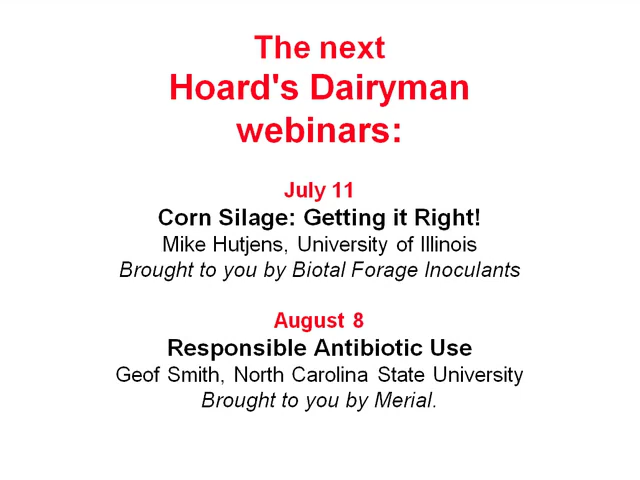 The next
Hoard's Dairyman
webinars:
July 11
Corn Silage: Getting it Right!
Mike Hutjens, University of Illinois
Brought to you by Biotal Forage Inoculants
August 8
Responsible Antibiotic Use
Geof Smith, North Carolina State University
Brought to you by Merial.